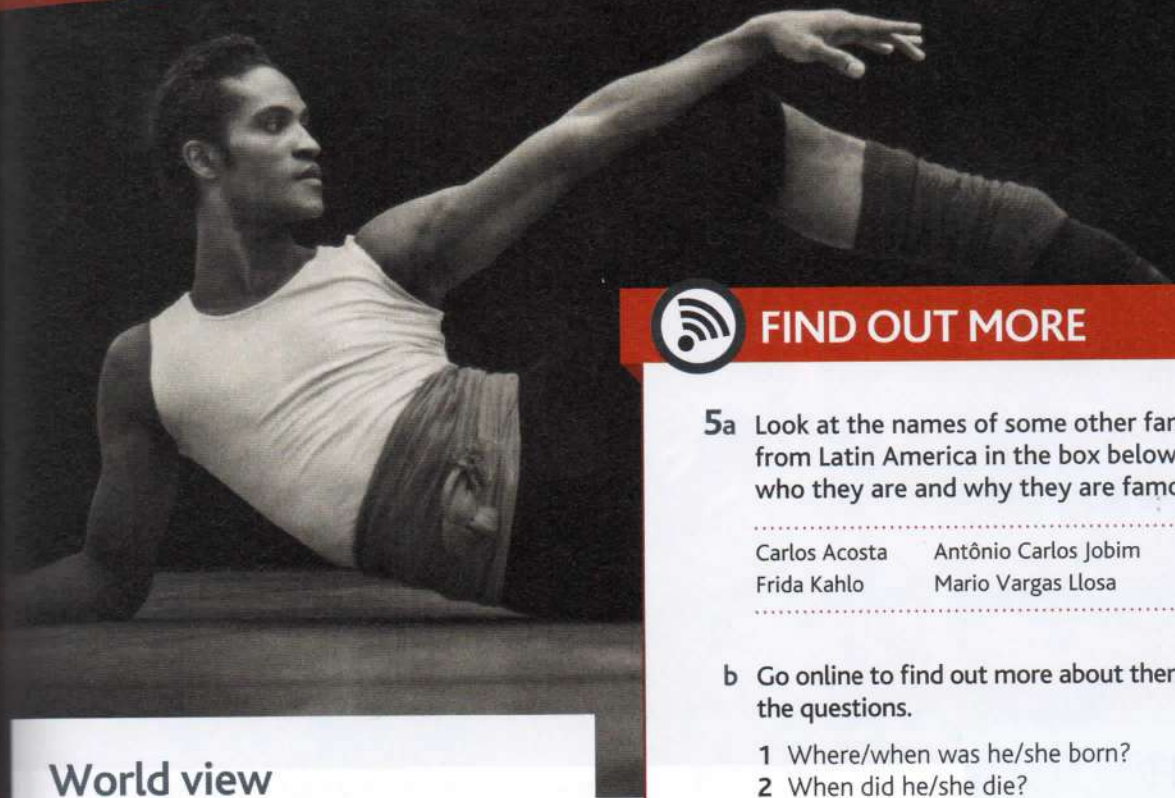 FIND OUT MORE
5a Look at the names of some other
from Latin America in the box below
who they are and why they are
Carlos Acosta Antônio Carlos Jobim
Frida Kahlo Mario Vargas Llosa
b Go online to find out more about
the questions.
1 Where/when was he/she born?
2 When did he/she die?
World view